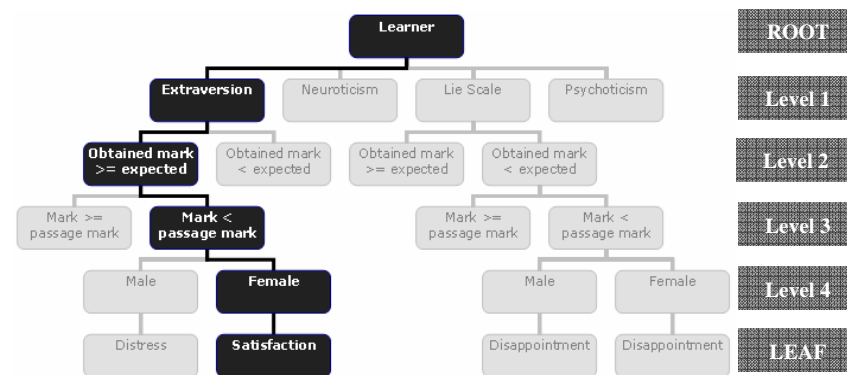 Learner
ROOT
Extraversion
Neuroticism
Lie Scale
Psychoticism
Level 1
Obtained mark
>= expected
Obtained mark
< expected
Obtained mark
>= expected
Obtained mark
< expected
Level 2
Mark >=
passage mark
Mark <
passage mark
Mark >=
passage mark
Mark <
passage mark
Level 3
Male
Female
Male
Female
Level 4
Distress
Satisfaction
Disappointment
Disappointment
LEAF